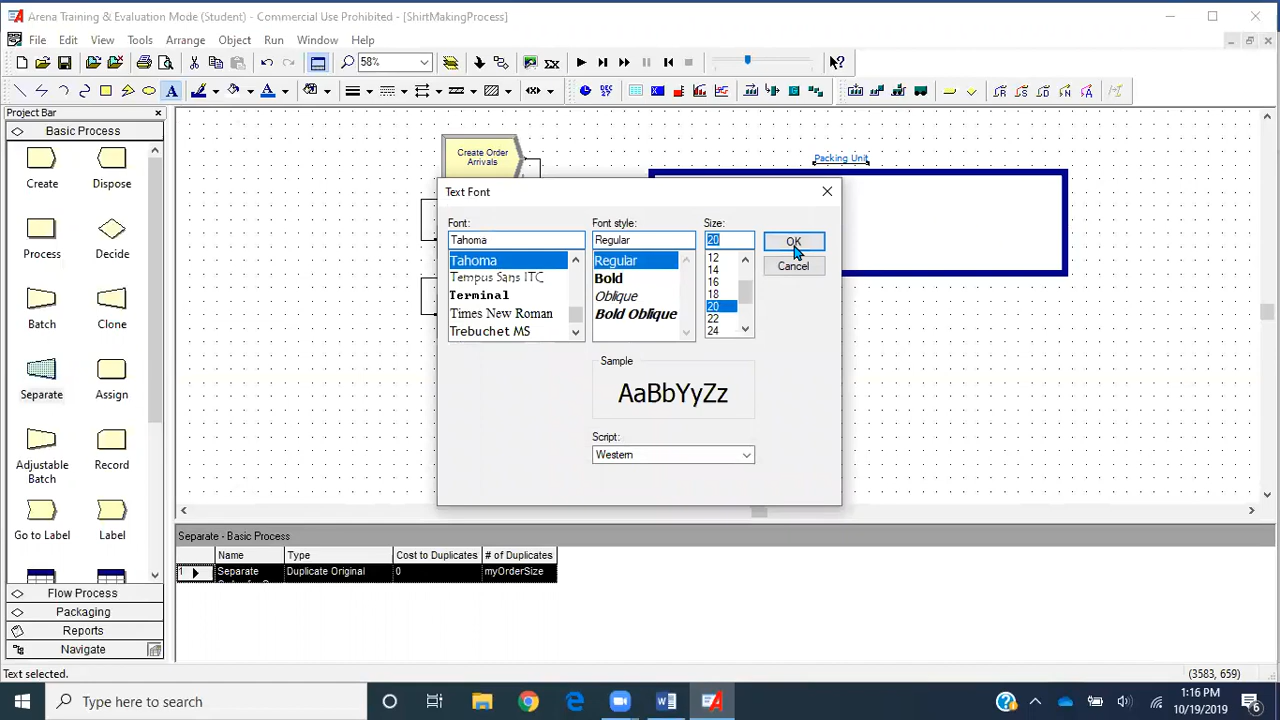 Arena Training & Evaluation Mode (Student) - Commercial Use Prohibited - [ShirtMakingProcess]
File Edit View Tools Arrange Object Run Window Help
58%
Project Bar
Basic Process
Create
Dispose
Process
Decide
Batch
Clone
Separate
Assign
Adjustable Batch
Record
Go to Label
Label
Flow Process
Packaging
Reports
Navigate
Create Order
Arrivals
Packing Unit
Text Font
Font:
Tahoma
Tahoma
Tempus Sans ITC
Terminal
Times New Roman
Trebuchet MS
Font style:
Regular
Regular
Bold
Oblique
Bold Oblique
Size:
20
12
14
16
18
20
22
24
OK
Cancel
Sample
AaBbYyZz
Script:
Western
Separate - Basic Process
Name Type Cost to Duplicates # of Duplicates
1 Separate Duplicate Original 0 myOrderSize
Text selected.
(3583, 659)
Type here to search
1:16 PM
10/19/2019
6